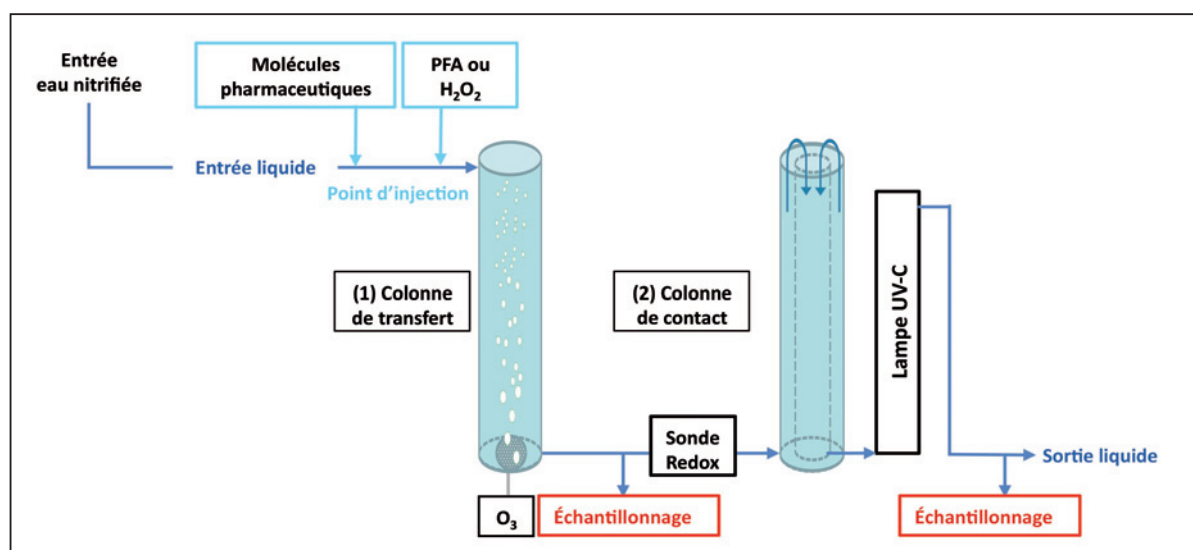 Entrée
eau nitrifiée
Molécules
pharmaceutiques
PFA ou
H₂O₂
Entrée liquide
Point d'injection
(1) Colonne
de transfert
(2) Colonne
de contact
Lampe UV-C
Sonde
Redox
Sortie liquide
O₃
Échantillonnage
Échantillonnage